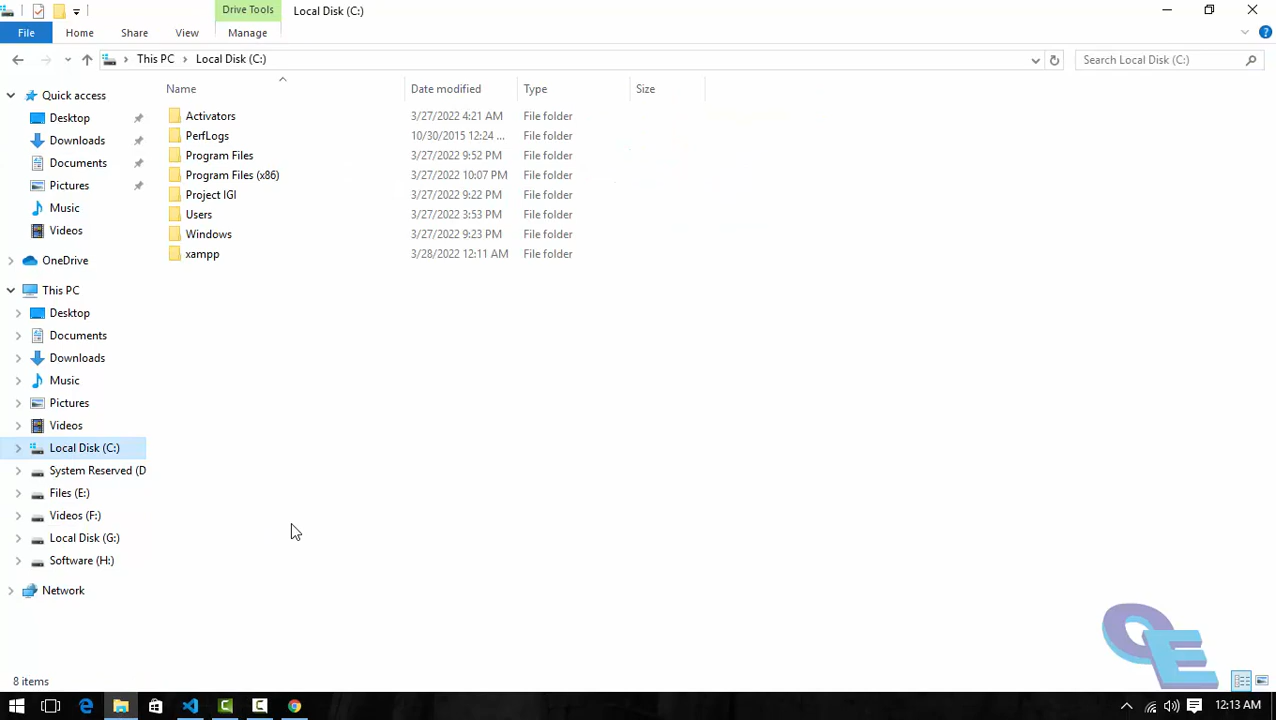 Drive Tools
Local Disk (C:)
File
Home
Share
View
Manage
This PC
Local Disk (C:)
Search Local Disk (C:)
Name
Date modified
Type
Size
Quick access
Desktop
Downloads
Documents
Pictures
Music
Videos
OneDrive
This PC
Desktop
Documents
Downloads
Music
Pictures
Videos
Local Disk (C:)
System Reserved (D
Files (E:)
Videos (F:)
Local Disk (G:)
Software (H:)
Network
Activators 3/27/2022 4:21 AM File folder
PerfLogs 10/30/2015 12:24 ... File folder
Program Files 3/27/2022 9:52 PM File folder
Program Files (x86) 3/27/2022 10:07 PM File folder
Project IGI 3/27/2022 9:22 PM File folder
Users 3/27/2022 3:53 PM File folder
Windows 3/27/2022 9:23 PM File folder
xampp 3/28/2022 12:11 AM File folder
OE
8 items
12:13 AM